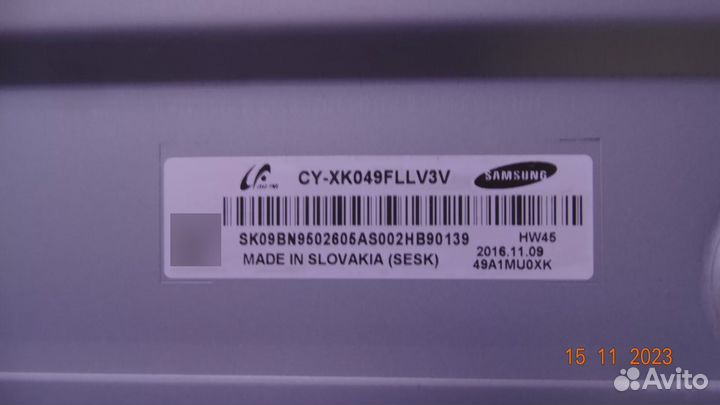 CY-XK049FLLV3V
SAMSUNG
SK09BN9502605AS002HB90139
HW45
MADE IN SLOVAKIA (SESK)
2016.11.09
49A1MU0XK
15 11 2023
Avito